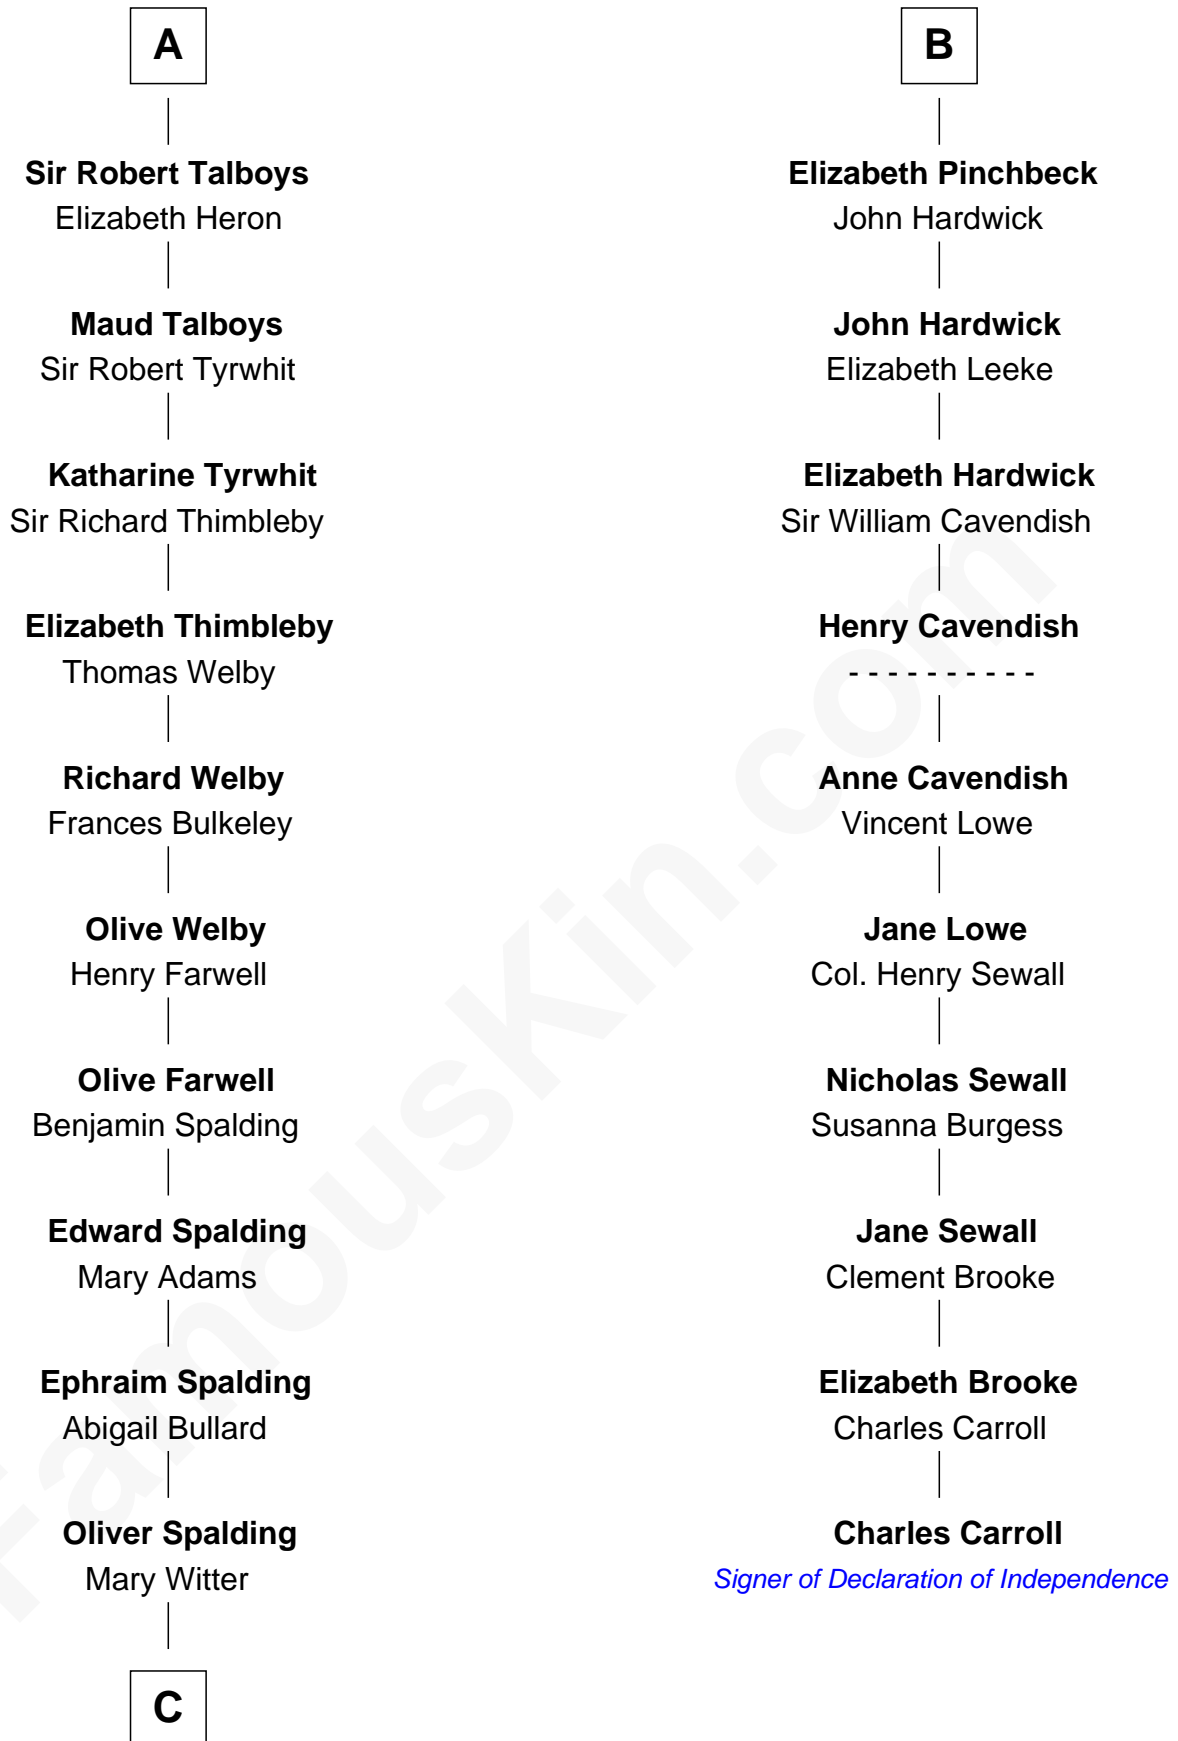 A
Sir Robert Talboys
Elizabeth Heron
Maud Talboys
Sir Robert Tyrwhit
Katharine Tyrwhit
Sir Richard Thimbleby
Elizabeth Thimbleby
Thomas Welby
Richard Welby
Frances Bulkeley
Olive Welby
Henry Farwell
Olive Farwell
Benjamin Spalding
Edward Spalding
Mary Adams
Ephraim Spalding
Abigail Bullard
Oliver Spalding
Mary Witter
C
B
Elizabeth Pinchbeck
John Hardwick
John Hardwick
Elizabeth Leeke
Elizabeth Hardwick
Sir William Cavendish
Henry Cavendish
- - - - - - - - - -
Anne Cavendish
Vincent Lowe
Jane Lowe
Col. Henry Sewall
Nicholas Sewall
Susanna Burgess
Jane Sewall
Clement Brooke
Elizabeth Brooke
Charles Carroll
Charles Carroll
Signer of Declaration of Independence
FamousKin.com